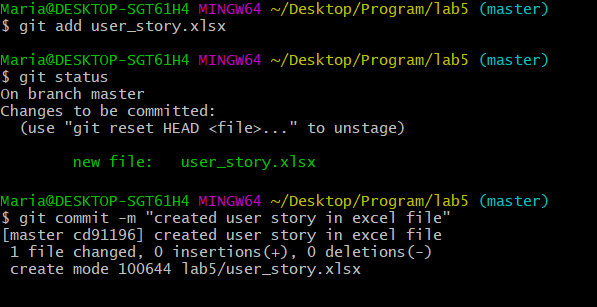 Maria@DESKTOP-SGT61H4 MINGW64 ~/Desktop/Program/lab5 (master)
$ git add user_story.xlsx
Maria@DESKTOP-SGT61H4 MINGW64 ~/Desktop/Program/lab5 (master)
$ git status
On branch master
Changes to be committed:
  (use "git reset HEAD <file>..." to unstage)
        new file:   user_story.xlsx
Maria@DESKTOP-SGT61H4 MINGW64 ~/Desktop/Program/lab5 (master)
$ git commit -m "created user story in excel file"
[master cd91196] created user story in excel file
 1 file changed, 0 insertions(+), 0 deletions(-)
 create mode 100644 lab5/user_story.xlsx